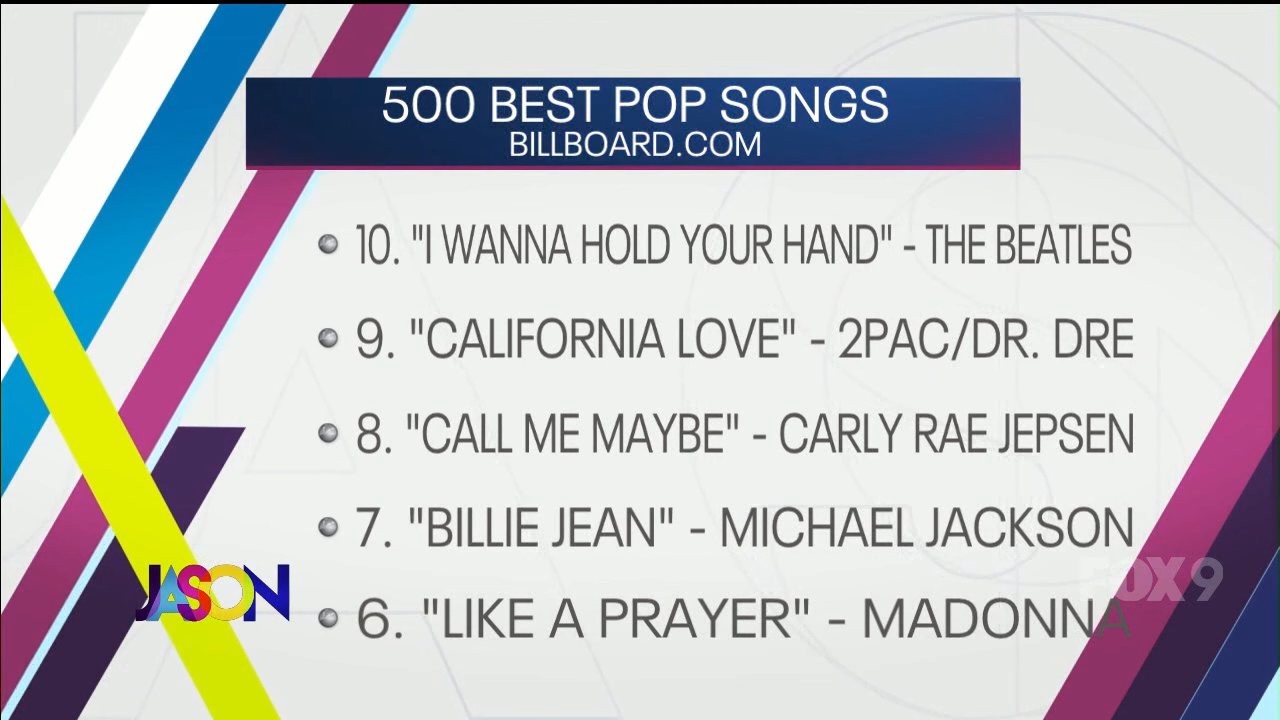 500 BEST POP SONGS
BILLBOARD.COM
10. "I WANNA HOLD YOUR HAND" - THE BEATLES
9. "CALIFORNIA LOVE" - 2PAC/DR. DRE
8. "CALL ME MAYBE" - CARLY RAE JEPSEN
7. "BILLIE JEAN" - MICHAEL JACKSON
6. "LIKE A PRAYER" - MADONNA
JASON
FOX 9